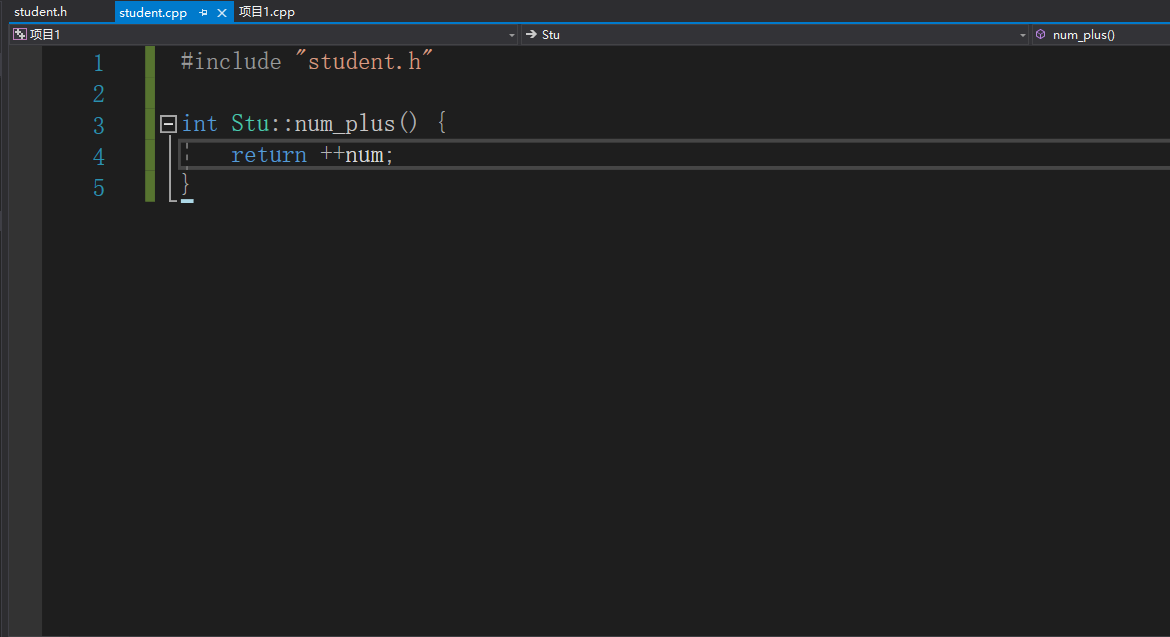 student.h student.cpp 项目1.cpp
项目1 Stu num_plus()
1 #include "student.h"
2
3 int Stu::num_plus() {
4 return ++num;
5 }